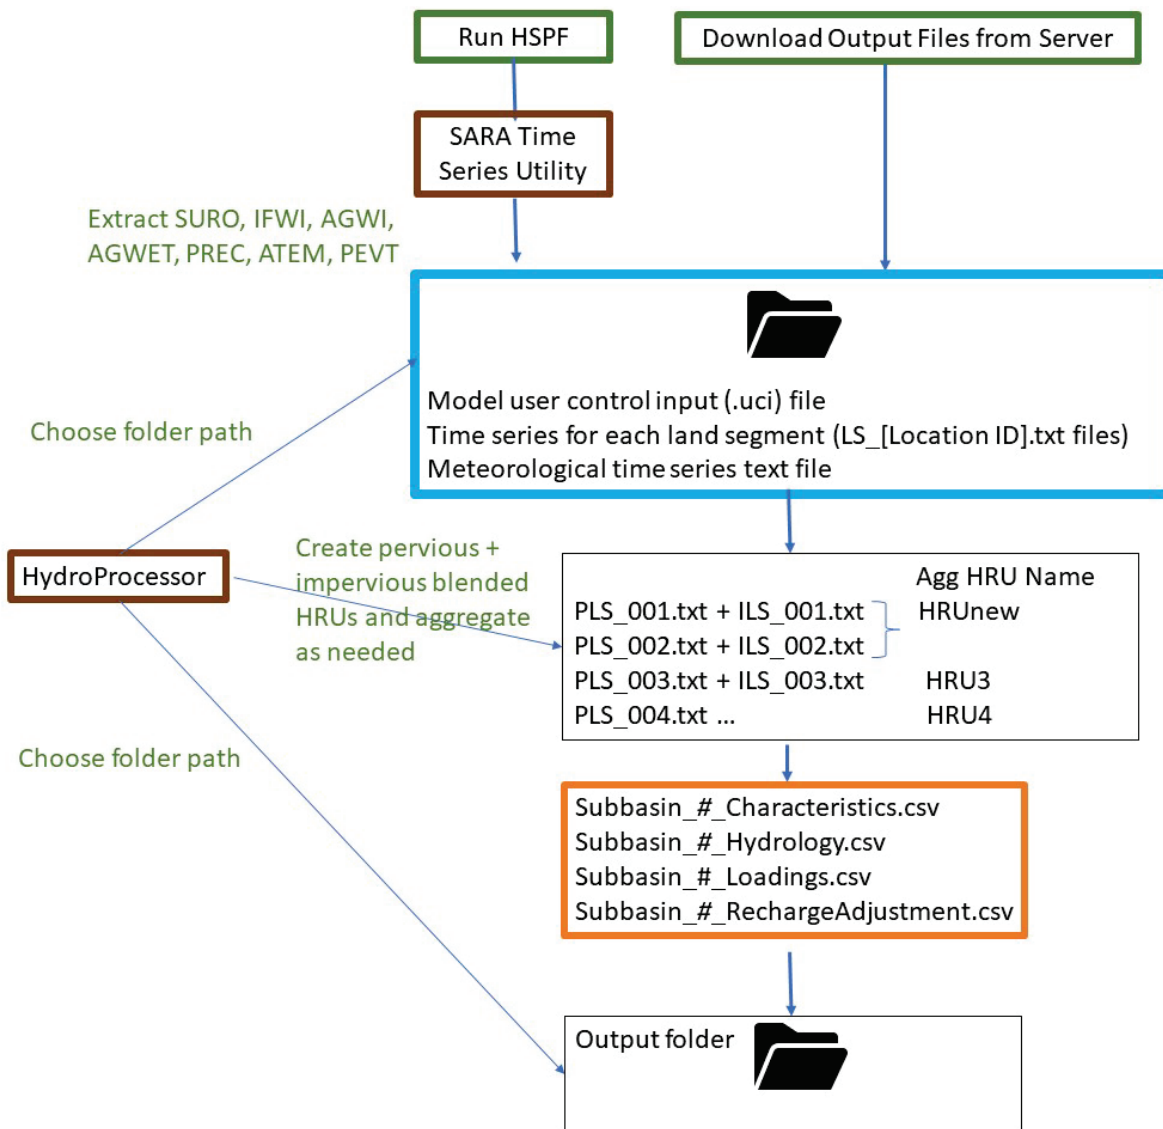 Run HSPF
Download Output Files from Server
SARA Time
Series Utility
Extract SURO, IFWI, AGWI,
AGWET, PREC, ATEM, PEVT
Model user control input (.uci) file
Time series for each land segment (LS_[Location ID].txt files)
Meteorological time series text file
Choose folder path
HydroProcessor
Create pervious +
impervious blended
HRUs and aggregate
as needed
Agg HRU Name
PLS_001.txt + ILS_001.txt HRUnew
PLS_002.txt + ILS_002.txt
PLS_003.txt + ILS_003.txt HRU3
PLS_004.txt ... HRU4
Choose folder path
Subbasin_#_Characteristics.csv
Subbasin_#_Hydrology.csv
Subbasin_#_Loadings.csv
Subbasin_#_RechargeAdjustment.csv
Output folder